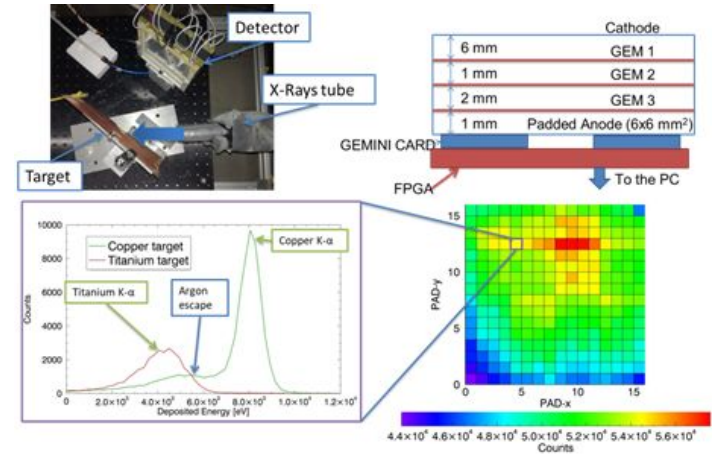 Detector
X-Rays tube
Target
Cathode
6 mm GEM 1
1 mm GEM 2
2 mm GEM 3
1 mm Padded Anode (6x6 mm²)
GEMINI CARD
FPGA
To the PC
10000
8000
6000
4000
2000
0
Counts
Copper target
Titanium target
Copper K-α
Titanium K-α
Argon
escape
0 2.0×10³ 4.0×10³ 6.0×10³ 8.0×10³ 1.0×10⁴ 1.2×10⁴
Deposited Energy [eV]
15
10
5
0
PAD-y
0 5 10 15
PAD-x
4.4×10⁴ 4.6×10⁴ 4.8×10⁴ 5.0×10⁴ 5.2×10⁴ 5.4×10⁴ 5.6×10⁴
Counts